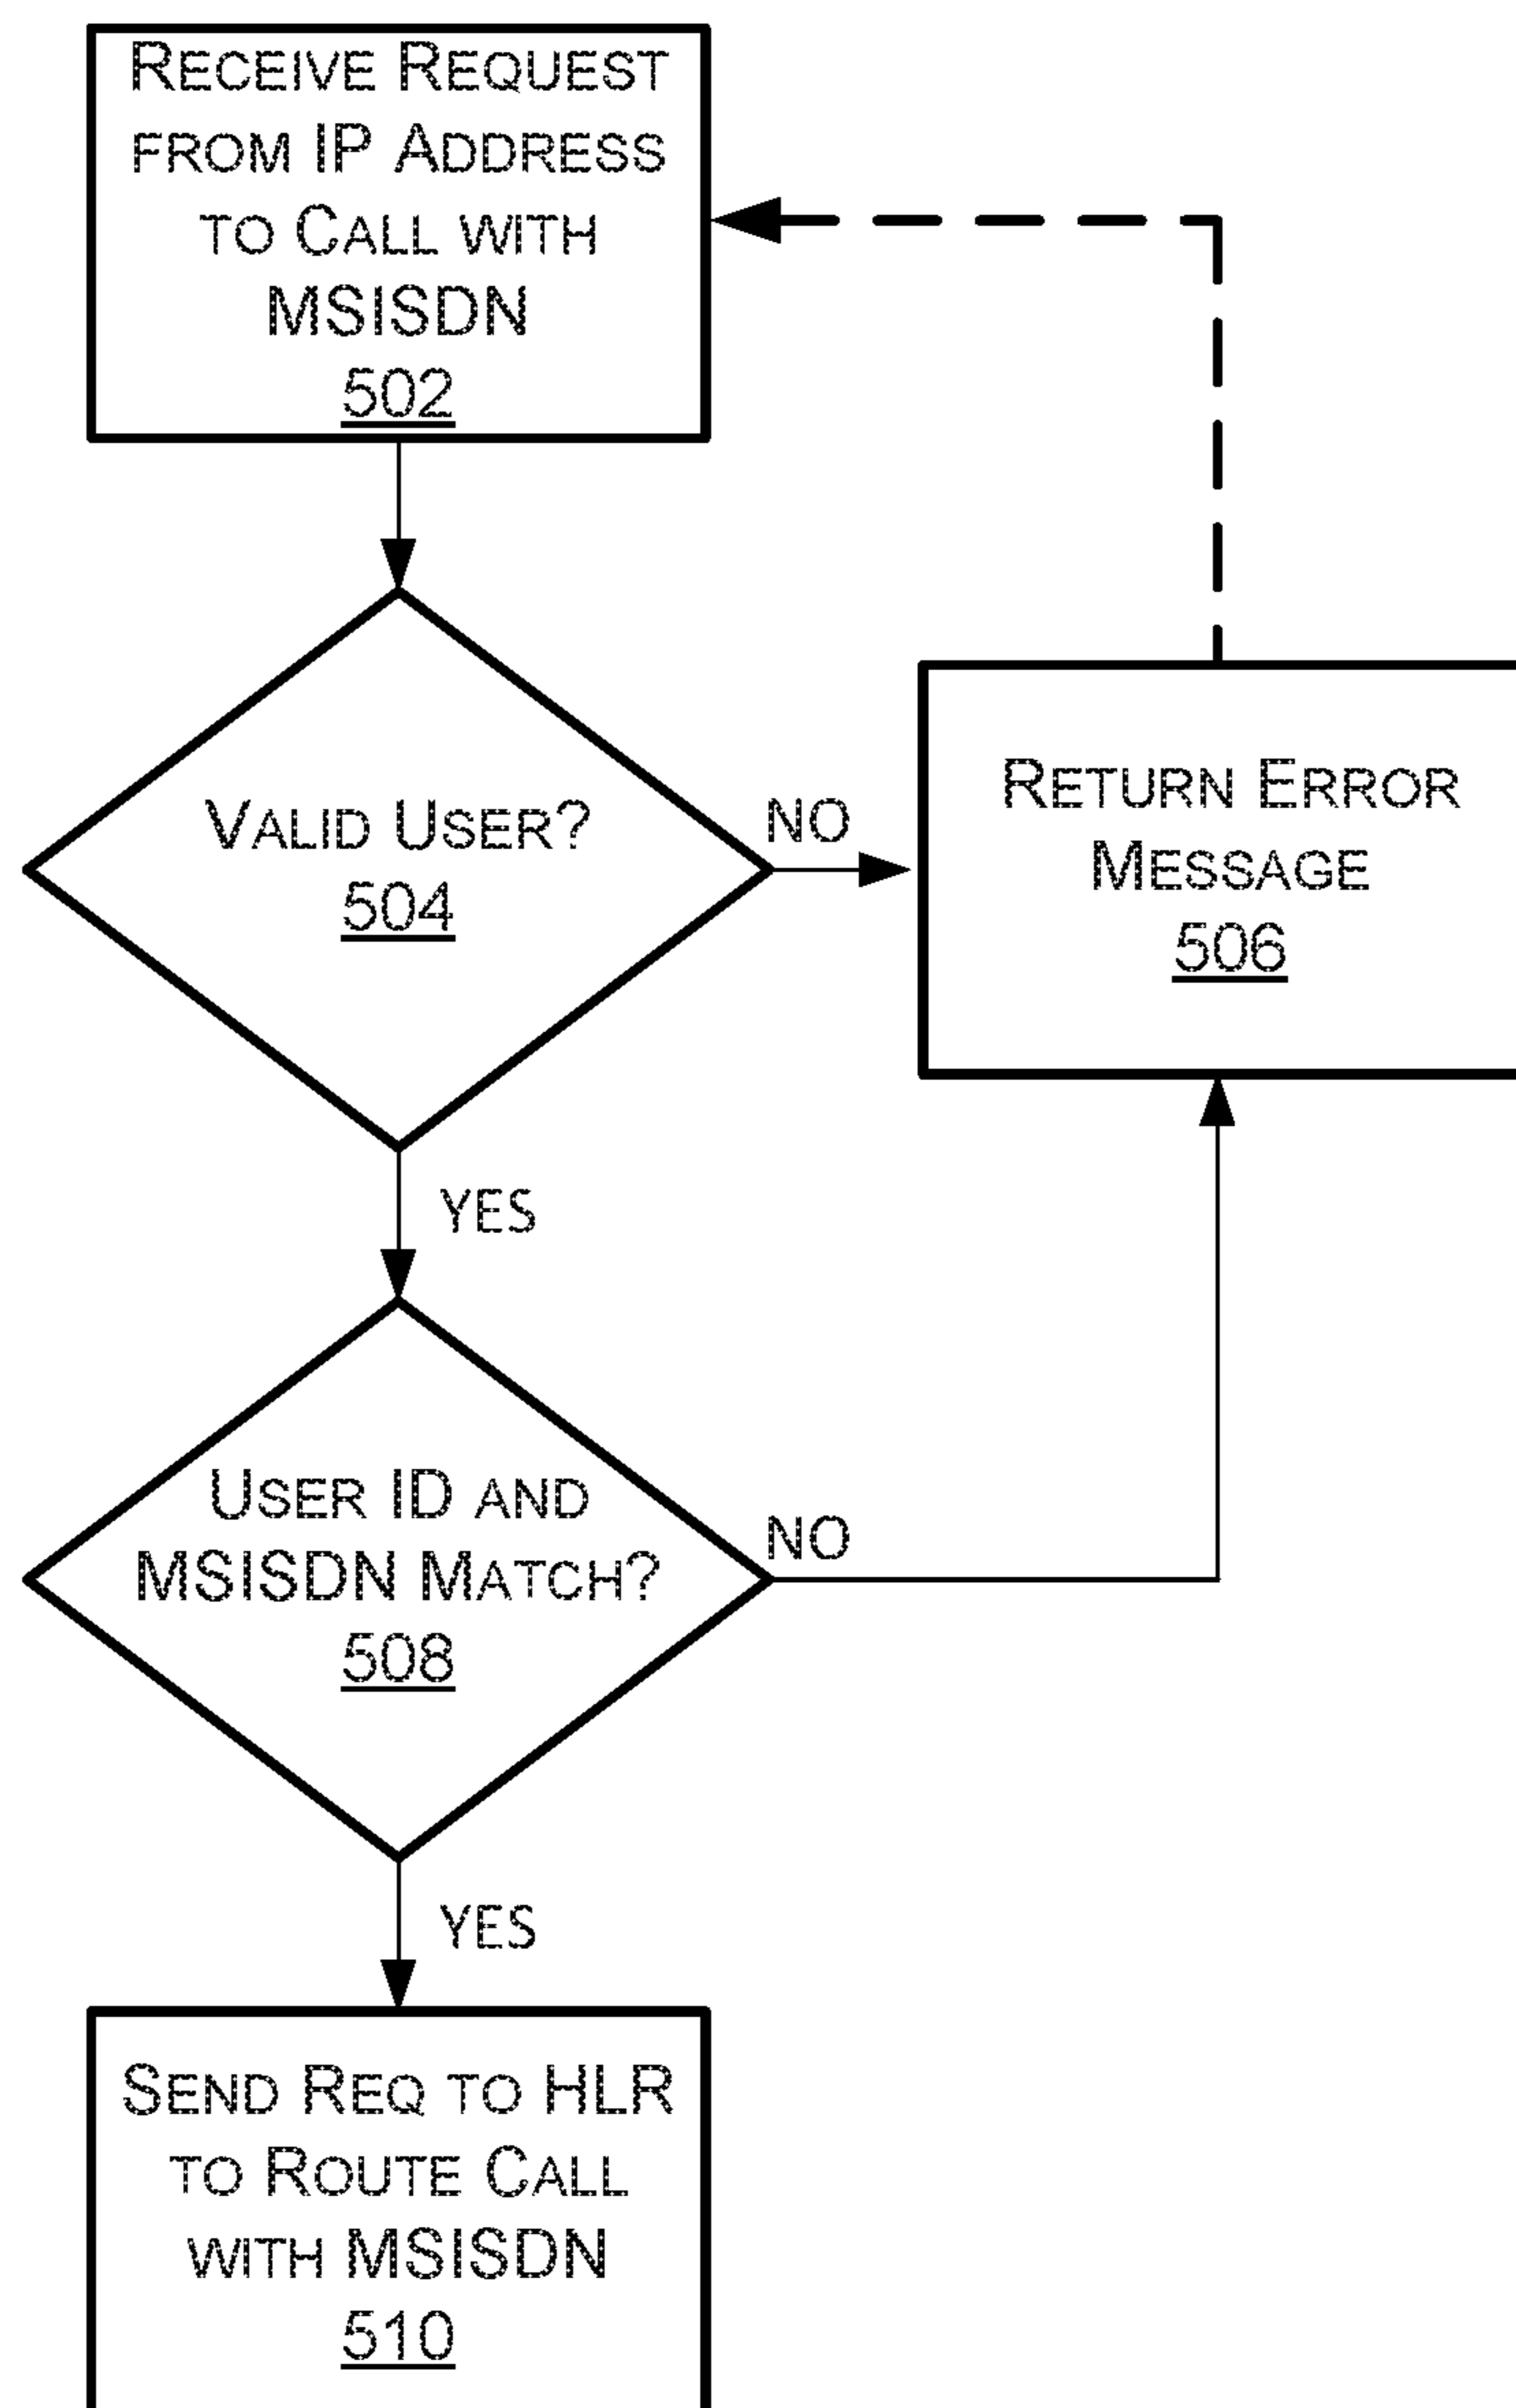 RECEIVE REQUEST
FROM IP ADDRESS
TO CALL WITH
MSISDN
502
VALID USER?
504
NO
RETURN ERROR
MESSAGE
506
YES
USER ID AND
MSISDN MATCH?
508
NO
YES
SEND REQ TO HLR
TO ROUTE CALL
WITH MSISDN
510